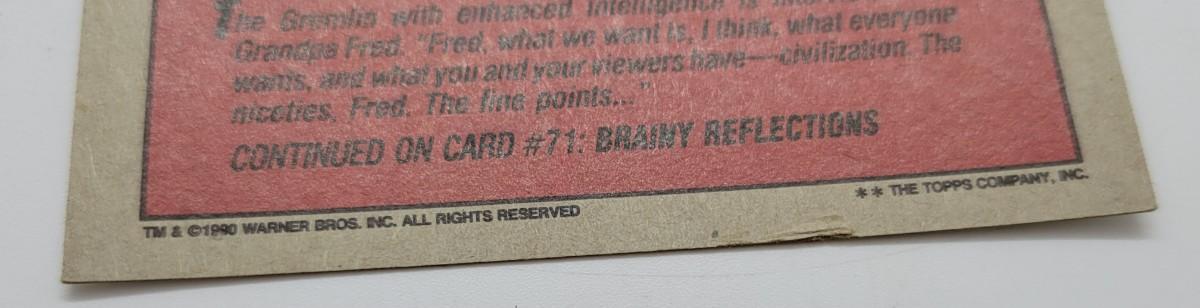 The Gremlin with enhanced intelligence is
Grandpa Fred. "Fred, what we want is, I think, what everyone
wants, and what you and your viewers have—civilization. The
niceties, Fred. The fine points..."
CONTINUED ON CARD #71: BRAINY REFLECTIONS
** THE TOPPS COMPANY, INC.
TM & ©1990 WARNER BROS. INC. ALL RIGHTS RESERVED